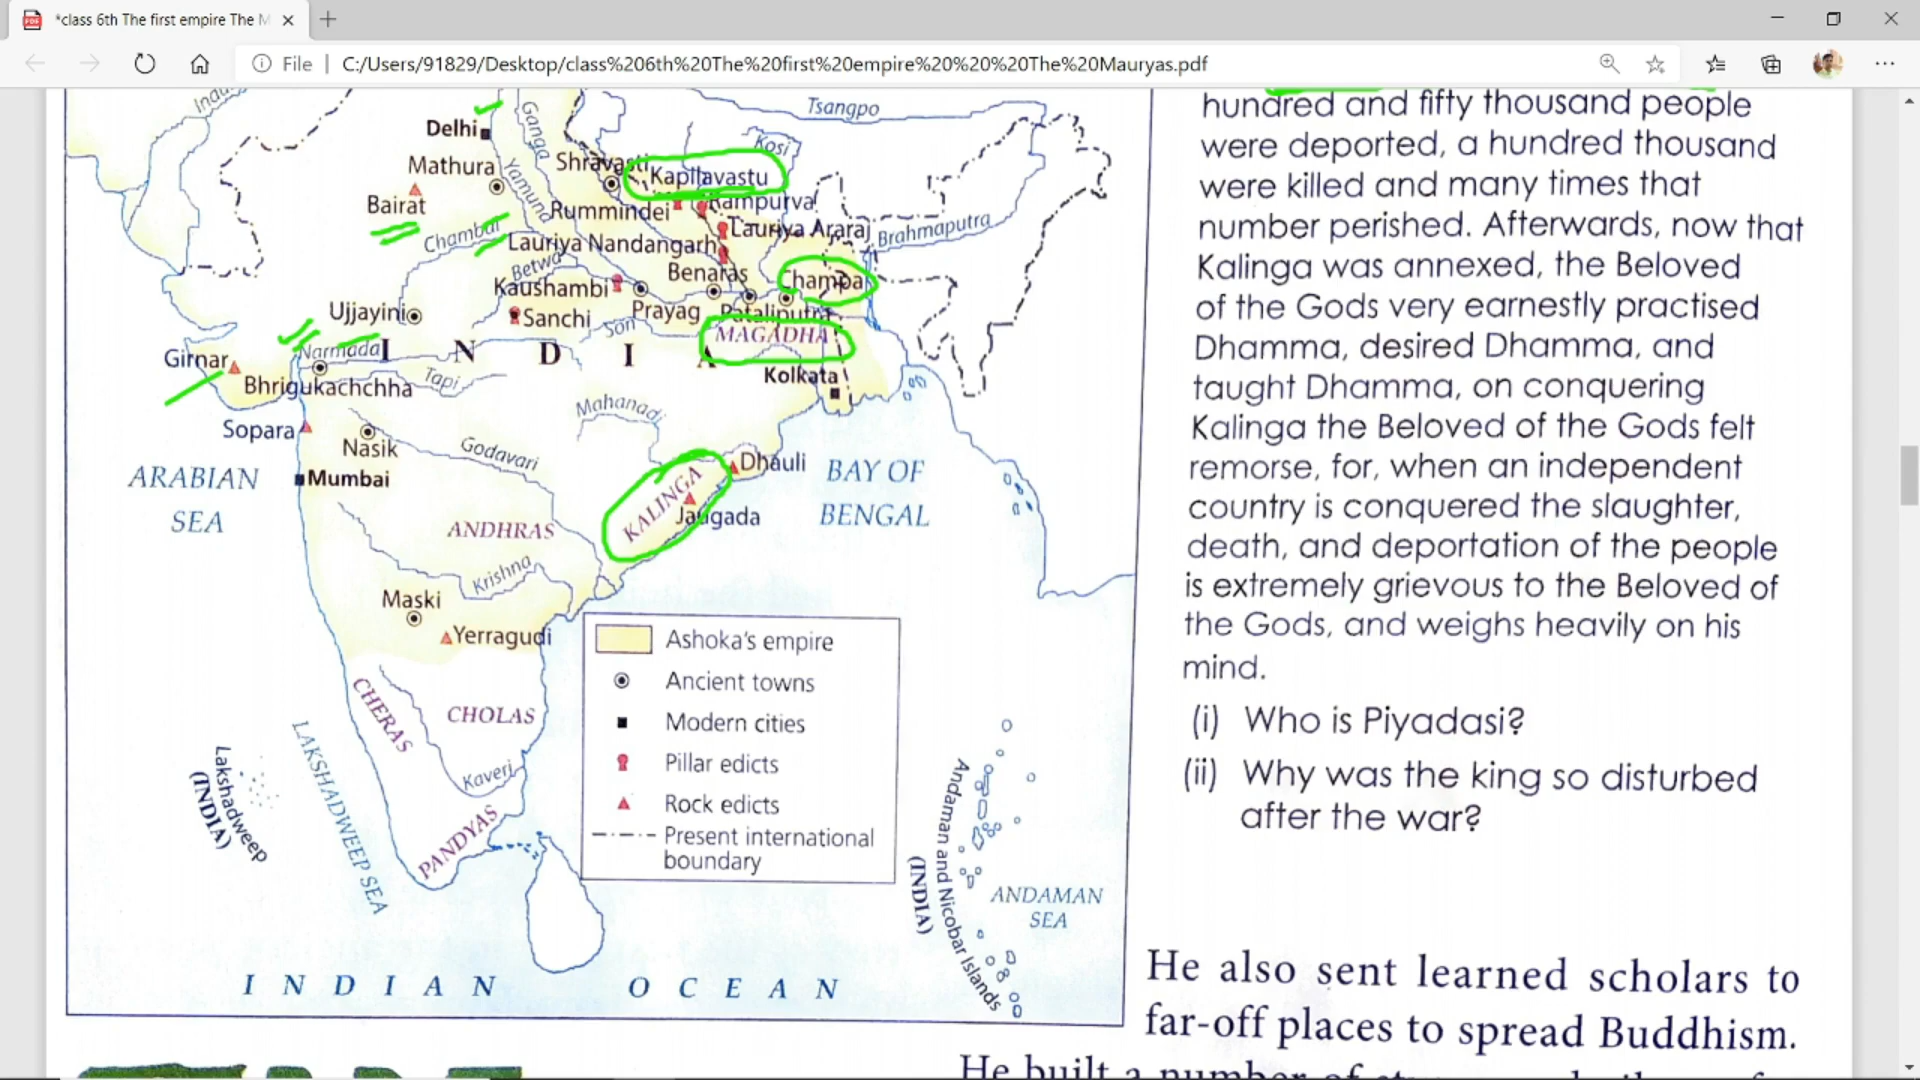 *class 6th The first empire The M
File
C:/Users/91829/Desktop/class%206th%20The%20first%20empire%20%20%20The%20Mauryas.pdf
Tsangpo
Ganga
Delhi
Kosi
Mathura
Shravasti
Kapilavastu
Yamuna
Bairat
Rummindei
Rampurva
Chambal
Lauriya Araraj
Brahmaputra
Lauriya Nandangarh
Betwa
Benaras
Champa
Kaushambi
Ujjayini
Sanchi
Prayag
Pataliputra
Son
MAGADHA
Narmada
INDIA
Girnar
Bhrigukachchha
Tapi
Kolkata
Mahanadi
Sopara
Nasik
Godavari
Dhauli
ARABIAN
SEA
Mumbai
KALINGA
BAY OF
BENGAL
Jaugada
ANDHRAS
Krishna
Maski
Yerragudi
CHERAS
CHOLAS
Kaveri
PANDYAS
Lakshadweep
(INDIA)
LAKSHADWEEP SEA
Ashoka's empire
Ancient towns
Modern cities
Pillar edicts
Rock edicts
Present international
boundary
Andaman and Nicobar Islands
(INDIA)
ANDAMAN
SEA
INDIAN OCEAN
hundred and fifty thousand people
were deported, a hundred thousand
were killed and many times that
number perished. Afterwards, now that
Kalinga was annexed, the Beloved
of the Gods very earnestly practised
Dhamma, desired Dhamma, and
taught Dhamma, on conquering
Kalinga the Beloved of the Gods felt
remorse, for, when an independent
country is conquered the slaughter,
death, and deportation of the people
is extremely grievous to the Beloved of
the Gods, and weighs heavily on his
mind.
(i) Who is Piyadasi?
(ii) Why was the king so disturbed
after the war?
He also sent learned scholars to
far-off places to spread Buddhism.
He built a number of